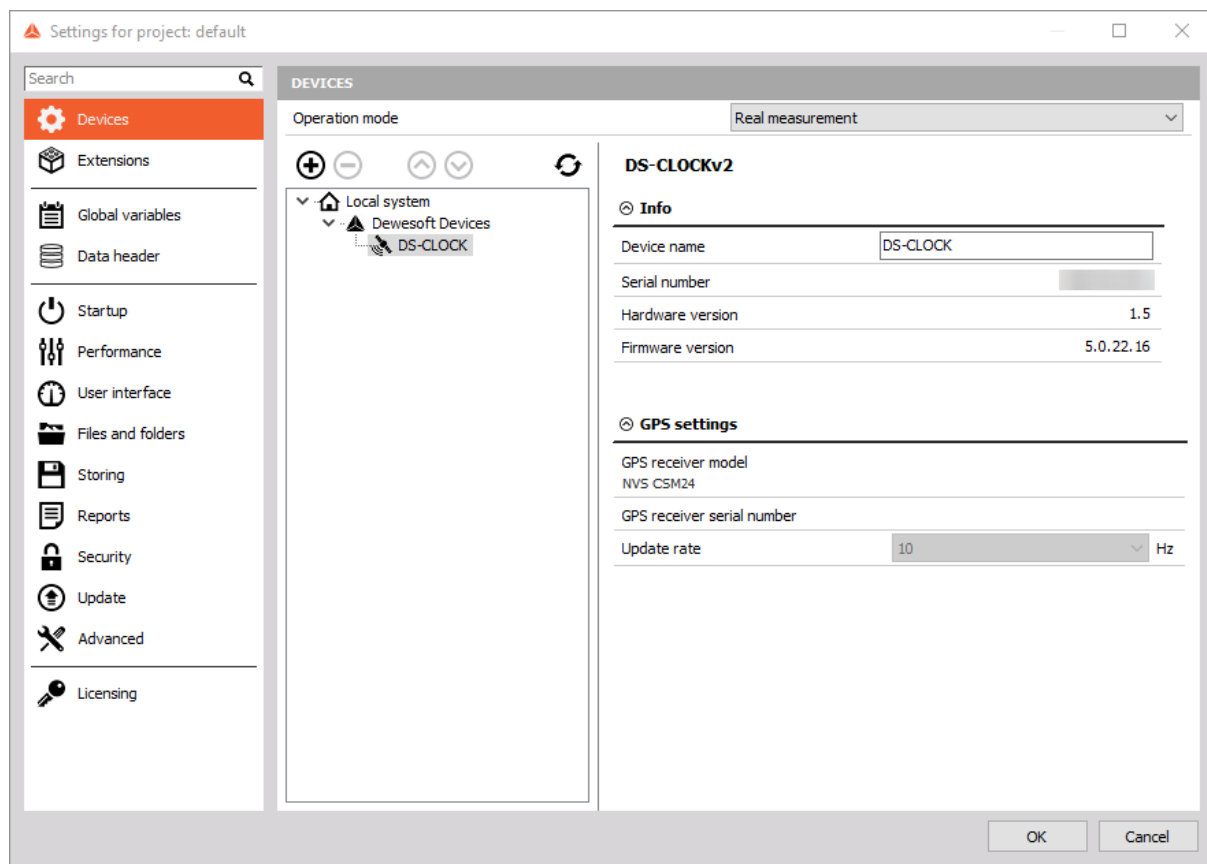 Settings for project: default
Search
Devices
Extensions
Global variables
Data header
Startup
Performance
User interface
Files and folders
Storing
Reports
Security
Update
Advanced
Licensing
DEVICES
Operation mode Real measurement
Local system
Dewesoft Devices
DS-CLOCK
DS-CLOCKv2
Info
Device name DS-CLOCK
Serial number
Hardware version 1.5
Firmware version 5.0.22.16
GPS settings
GPS receiver model
NVS CSM24
GPS receiver serial number
Update rate 10 Hz
OK Cancel